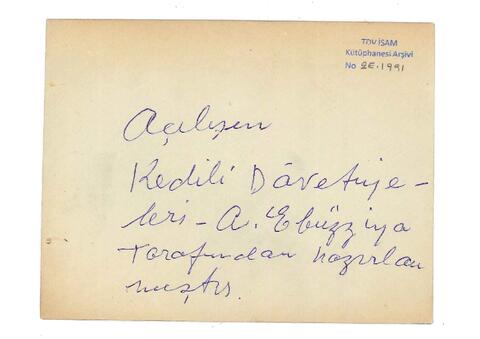 TDV İSAM
Kütüphanesi Arşivi
No 2E.1991
Açılışın
Kedili Dâvetiye-
leri - A. Ebüzziya
tarafından hazırlan
mıştır.